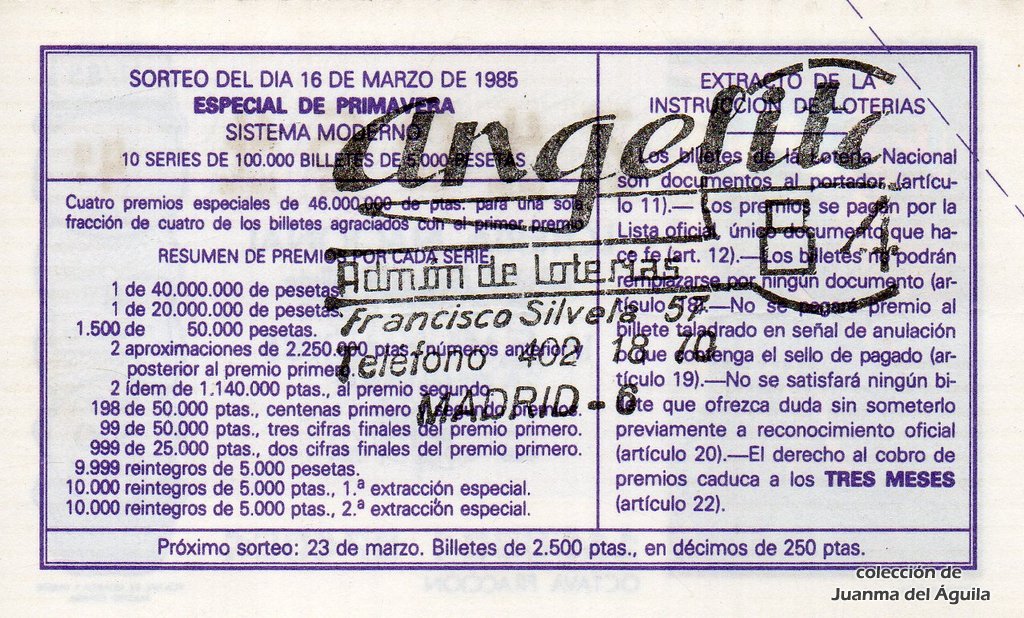 SORTEO DEL DIA 16 DE MARZO DE 1985
ESPECIAL DE PRIMAVERA
SISTEMA MODERNO
10 SERIES DE 100.000 BILLETES DE 5.000 PESETAS
Cuatro premios especiales de 46.000.000 de ptas. para una sola
fracción de cuatro de los billetes agraciados con el primer premio
RESUMEN DE PREMIOS POR CADA SERIE
1 de 40.000.000 de pesetas.
1 de 20.000.000 de pesetas.
1.500 de 50.000 pesetas.
2 aproximaciones de 2.250.000 ptas. números anterior y
posterior al premio primero.
2 ídem de 1.140.000 ptas., al premio segundo.
198 de 50.000 ptas., centenas primero y segundo premios.
99 de 50.000 ptas., tres cifras finales del premio primero.
999 de 25.000 ptas., dos cifras finales del premio primero.
9.999 reintegros de 5.000 pesetas.
10.000 reintegros de 5.000 ptas., 1.ª extracción especial.
10.000 reintegros de 5.000 ptas., 2.ª extracción especial.
EXTRACTO DE LA
INSTRUCCION DE LOTERIAS
Los billetes de la Lotería Nacional
son documentos al portador (artícu-
lo 11).— Los premios se pagan por la
Lista oficial, único documento que ha-
ce fe (art. 12).—Los billetes no podrán
remplazarse por ningún documento (ar-
tículo 18).—No se pagará premio al
billete taladrado en señal de anulación
o que contenga el sello de pagado (ar-
tículo 19).—No se satisfará ningún bi-
llete que ofrezca duda sin someterlo
previamente a reconocimiento oficial
(artículo 20).—El derecho al cobro de
premios caduca a los TRES MESES
(artículo 22).
Próximo sorteo: 23 de marzo. Billetes de 2.500 ptas., en décimos de 250 ptas.
angelita
84
Admón de Loterias
Francisco Silvela 57
Teléfono 402 18 70
MADRID - 6
colección de
Juanma del Águila